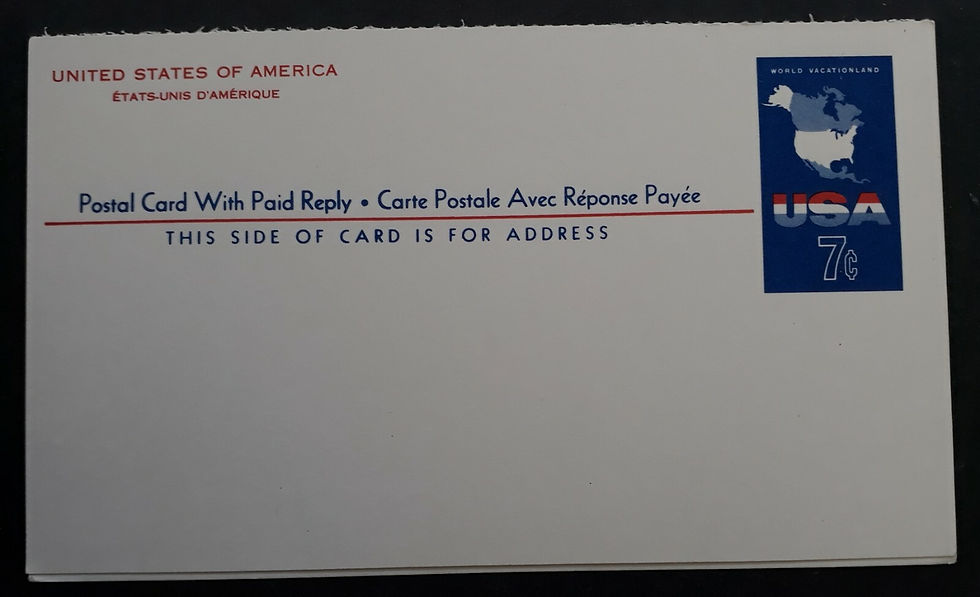 UNITED STATES OF AMERICA
ÉTATS-UNIS D'AMÉRIQUE
WORLD VACATIONLAND
USA
7¢
Postal Card With Paid Reply • Carte Postale Avec Réponse Payée
THIS SIDE OF CARD IS FOR ADDRESS